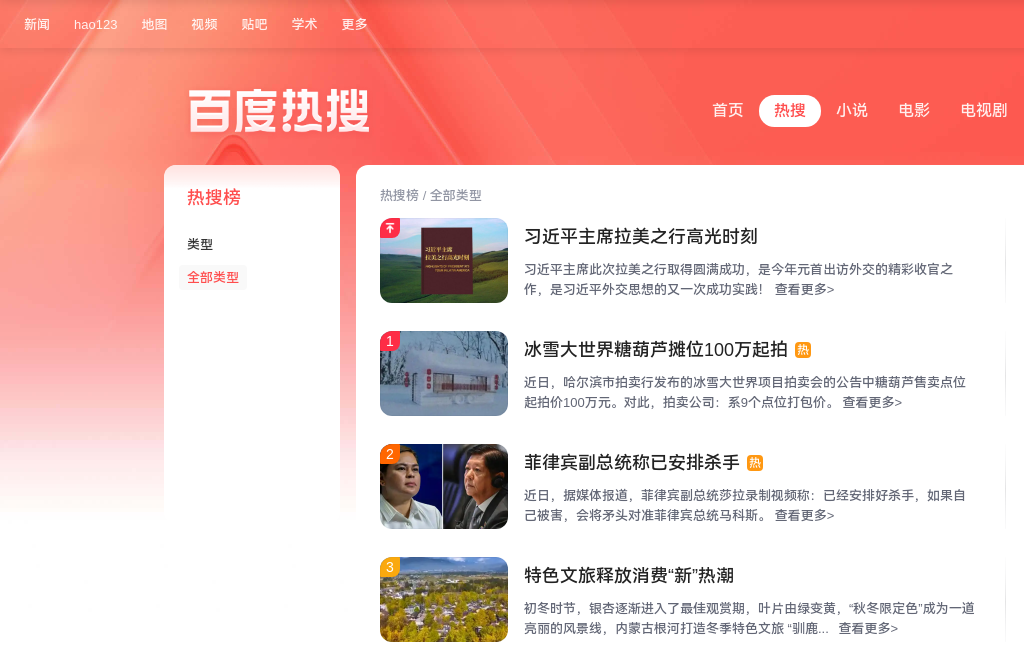 新闻 hao123 地图 视频 贴吧 学术 更多
百度热搜
首页 热搜 小说 电影 电视剧
热搜榜
类型
全部类型
热搜榜 / 全部类型
习近平主席
拉美之行高光时刻
习近平主席拉美之行高光时刻
习近平主席此次拉美之行取得圆满成功，是今年元首出访外交的精彩收官之
作，是习近平外交思想的又一次成功实践！ 查看更多>
1
冰雪大世界糖葫芦摊位100万起拍 热
近日，哈尔滨市拍卖行发布的冰雪大世界项目拍卖会的公告中糖葫芦售卖点位
起拍价100万元。对此，拍卖公司：系9个点位打包价。 查看更多>
2
菲律宾副总统称已安排杀手 热
近日，据媒体报道，菲律宾副总统莎拉录制视频称：已经安排好杀手，如果自
己被害，会将矛头对准菲律宾总统马科斯。 查看更多>
3
特色文旅释放消费“新”热潮
初冬时节，银杏逐渐进入了最佳观赏期，叶片由绿变黄，“秋冬限定色”成为一道
亮丽的风景线，内蒙古根河打造冬季特色文旅 “驯鹿... 查看更多>